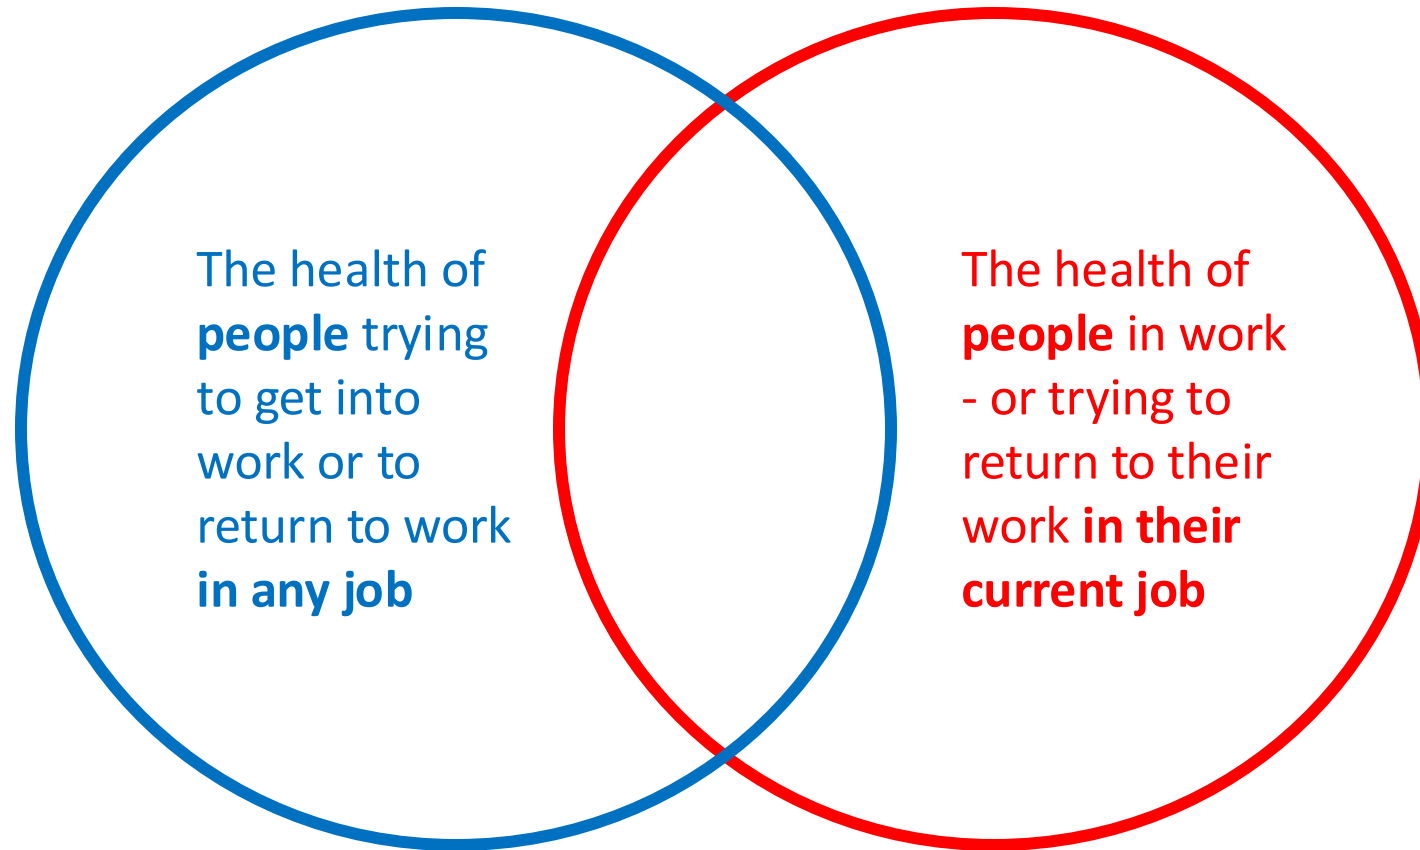 The health of
people trying
to get into
work or to
return to work
in any job
The health of
people in work
- or trying to
return to their
work in their
current job